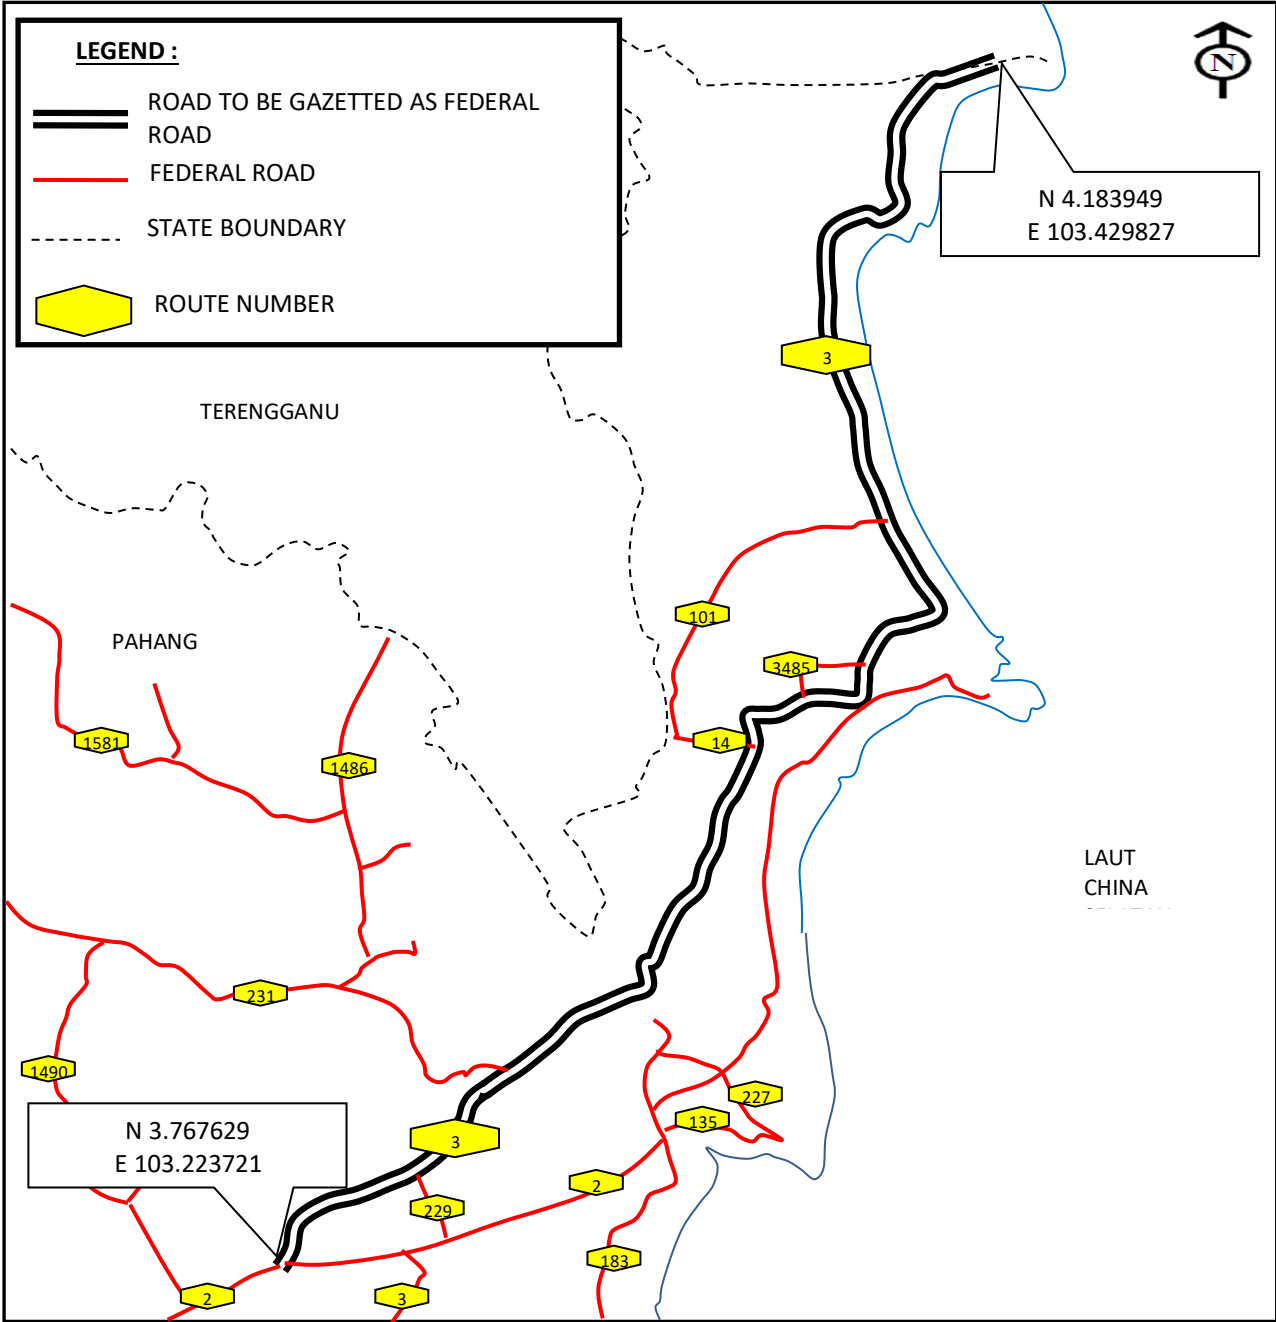 LEGEND :
ROAD TO BE GAZETTED AS FEDERAL
ROAD
FEDERAL ROAD
STATE BOUNDARY
ROUTE NUMBER
N
N 4.183949
E 103.429827
3
TERENGGANU
101
PAHANG
3485
14
1581
1486
LAUT
CHINA
231
1490
227
135
N 3.767629
E 103.223721
3
2
229
183
2
3